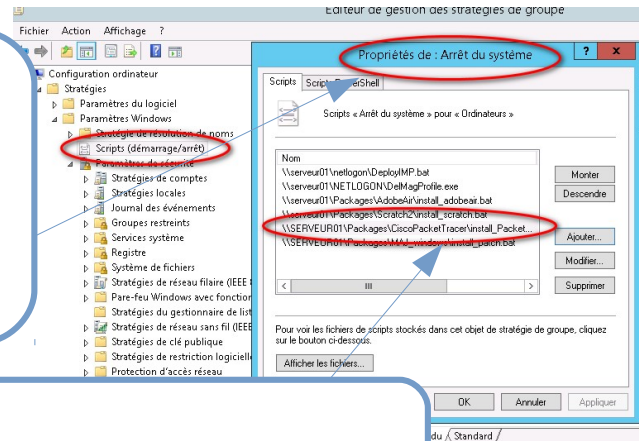 Editeur de gestion des stratégies de groupe
Fichier Action Affichage ?
Configuration ordinateur
Stratégies
Paramètres du logiciel
Paramètres Windows
Stratégie de résolution de noms
Scripts (démarrage/arrêt)
Paramètres de sécurité
Stratégies de comptes
Stratégies locales
Journal des événements
Groupes restreints
Services système
Registre
Système de fichiers
Stratégies de réseau filaire (IEEE
Pare-feu Windows avec fonction
Stratégies du gestionnaire de list
Stratégies de réseau sans fil (IEEE
Stratégies de clé publique
Stratégies de restriction logicielle
Protection d'accès réseau
Propriétés de : Arrêt du système
? x
Scripts Scripts PowerShell
Scripts « Arrêt du système » pour « Ordinateurs »
Nom
\\serveur01\netlogon\DeployIMP.bat
\\serveur01\NETLOGON\DelMagProfile.exe
\\serveur01\Packages\AdobeAir\install_adobeair.bat
\\serveur01\Packages\Scratch2\install_scratch.bat
\\SERVEUR01\Packages\CiscoPacketTracer\install_Packet...
\\SERVEUR01\Packages\MAJ_windows\install_patch.bat
Monter
Descendre
Ajouter...
Modifier...
Supprimer
Pour voir les fichiers de scripts stockés dans cet objet de stratégie de groupe, cliquez
sur le bouton ci-dessous.
Afficher les fichiers...
OK Annuler Appliquer
du Standard